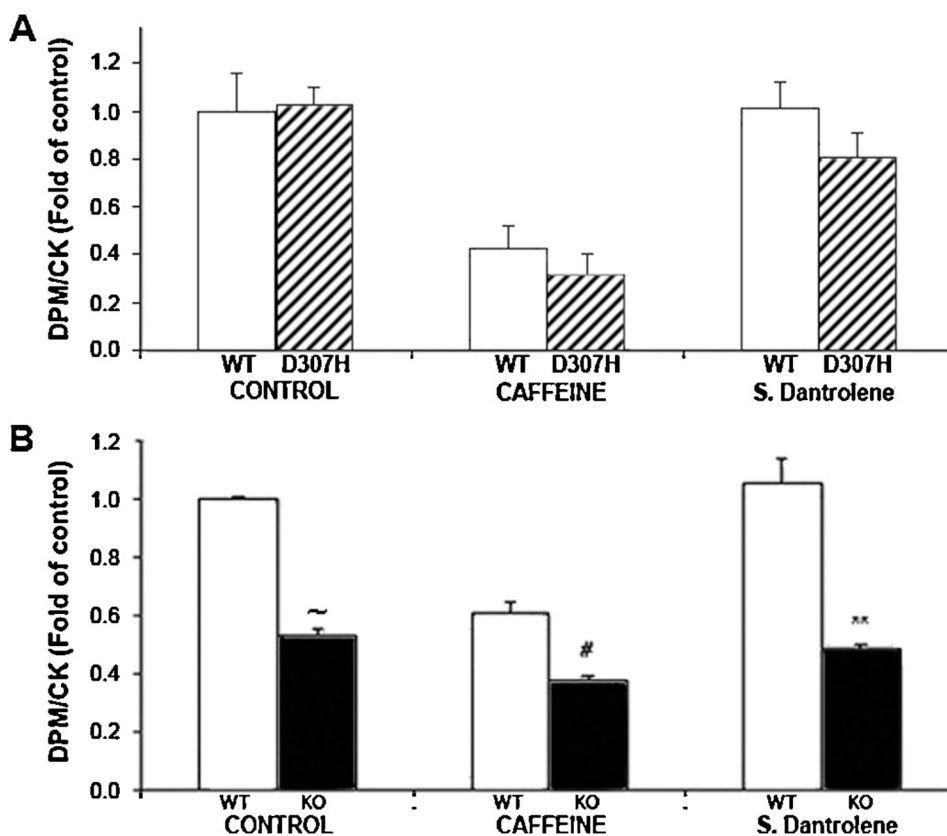 A
DPM/CK (Fold of control)
1.2
1.0
0.8
0.6
0.4
0.2
0.0
WT D307H WT D307H WT D307H
CONTROL CAFFEINE S. Dantrolene
B
DPM/CK (Fold of control)
1.2
1.0
0.8
0.6
0.4
0.2
0.0
~
#
**
WT KO WT KO WT KO
CONTROL CAFFEINE S. Dantrolene